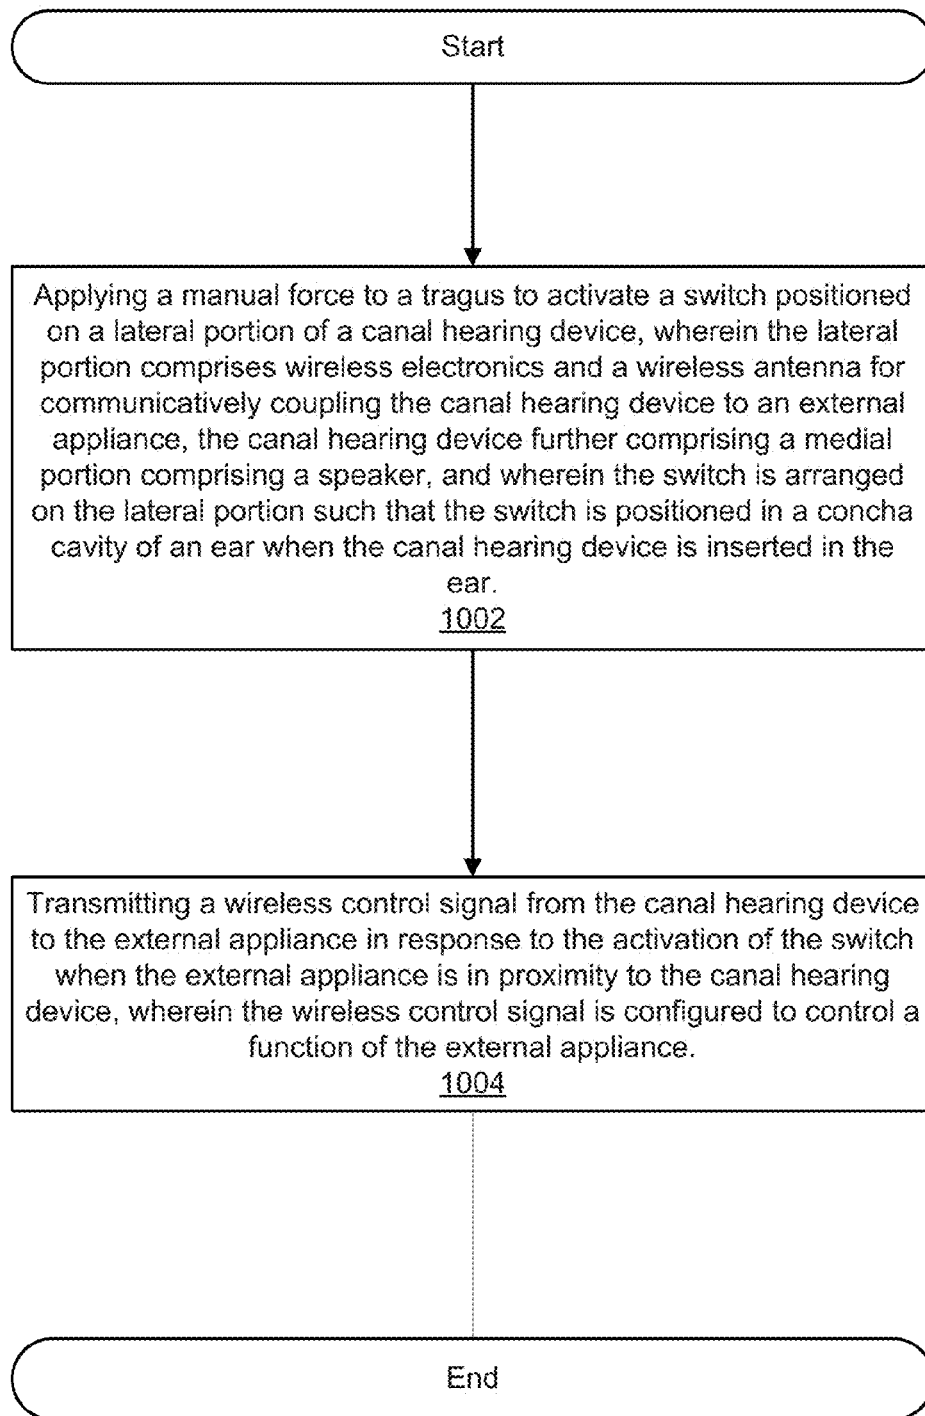 Start
Applying a manual force to a tragus to activate a switch positioned
on a lateral portion of a canal hearing device, wherein the lateral
portion comprises wireless electronics and a wireless antenna for
communicatively coupling the canal hearing device to an external
appliance, the canal hearing device further comprising a medial
portion comprising a speaker, and wherein the switch is arranged
on the lateral portion such that the switch is positioned in a concha
cavity of an ear when the canal hearing device is inserted in the
ear.
1002
Transmitting a wireless control signal from the canal hearing device
to the external appliance in response to the activation of the switch
when the external appliance is in proximity to the canal hearing
device, wherein the wireless control signal is configured to control a
function of the external appliance.
1004
End